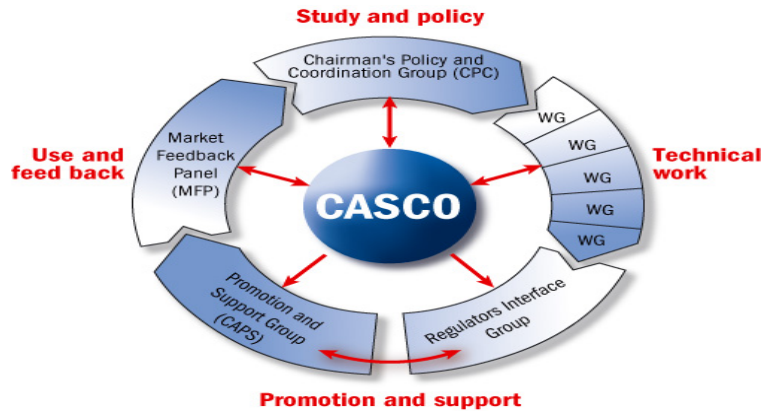 Study and policy
Chairman's Policy and
Coordination Group (CPC)
WG
WG
WG
WG
WG
Technical
work
Market
Feedback
Panel
(MFP)
Use and
feed back
CASCO
Promotion and
Support Group
(CAPS)
Regulators Interface
Group
Promotion and support